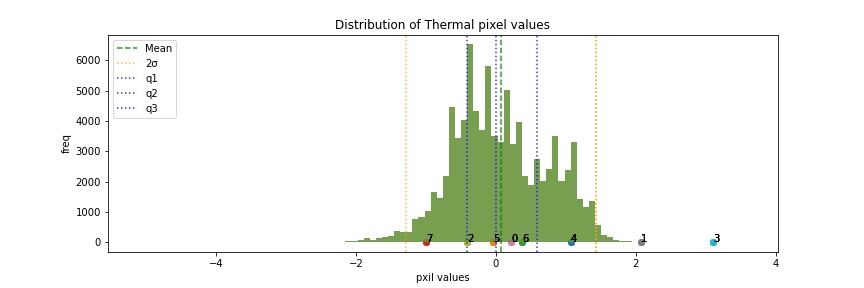 Distribution of Thermal pixel values
Mean
2σ
q1
q2
q3
freq
6000
5000
4000
3000
2000
1000
0
7 2 5 0 6 4 1 3
−4 −2 0 2 4
pxil values